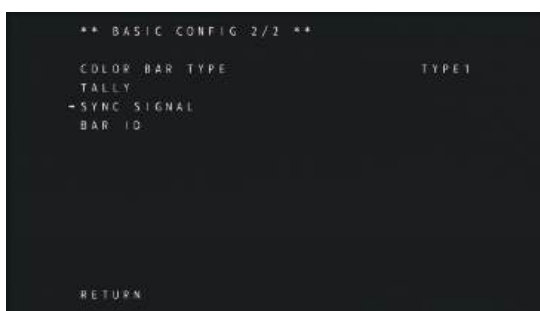 ** BASIC CONFIG 2/2 **
COLOR BAR TYPE TYPE1
TALLY
→SYNC SIGNAL
BAR ID
RETURN